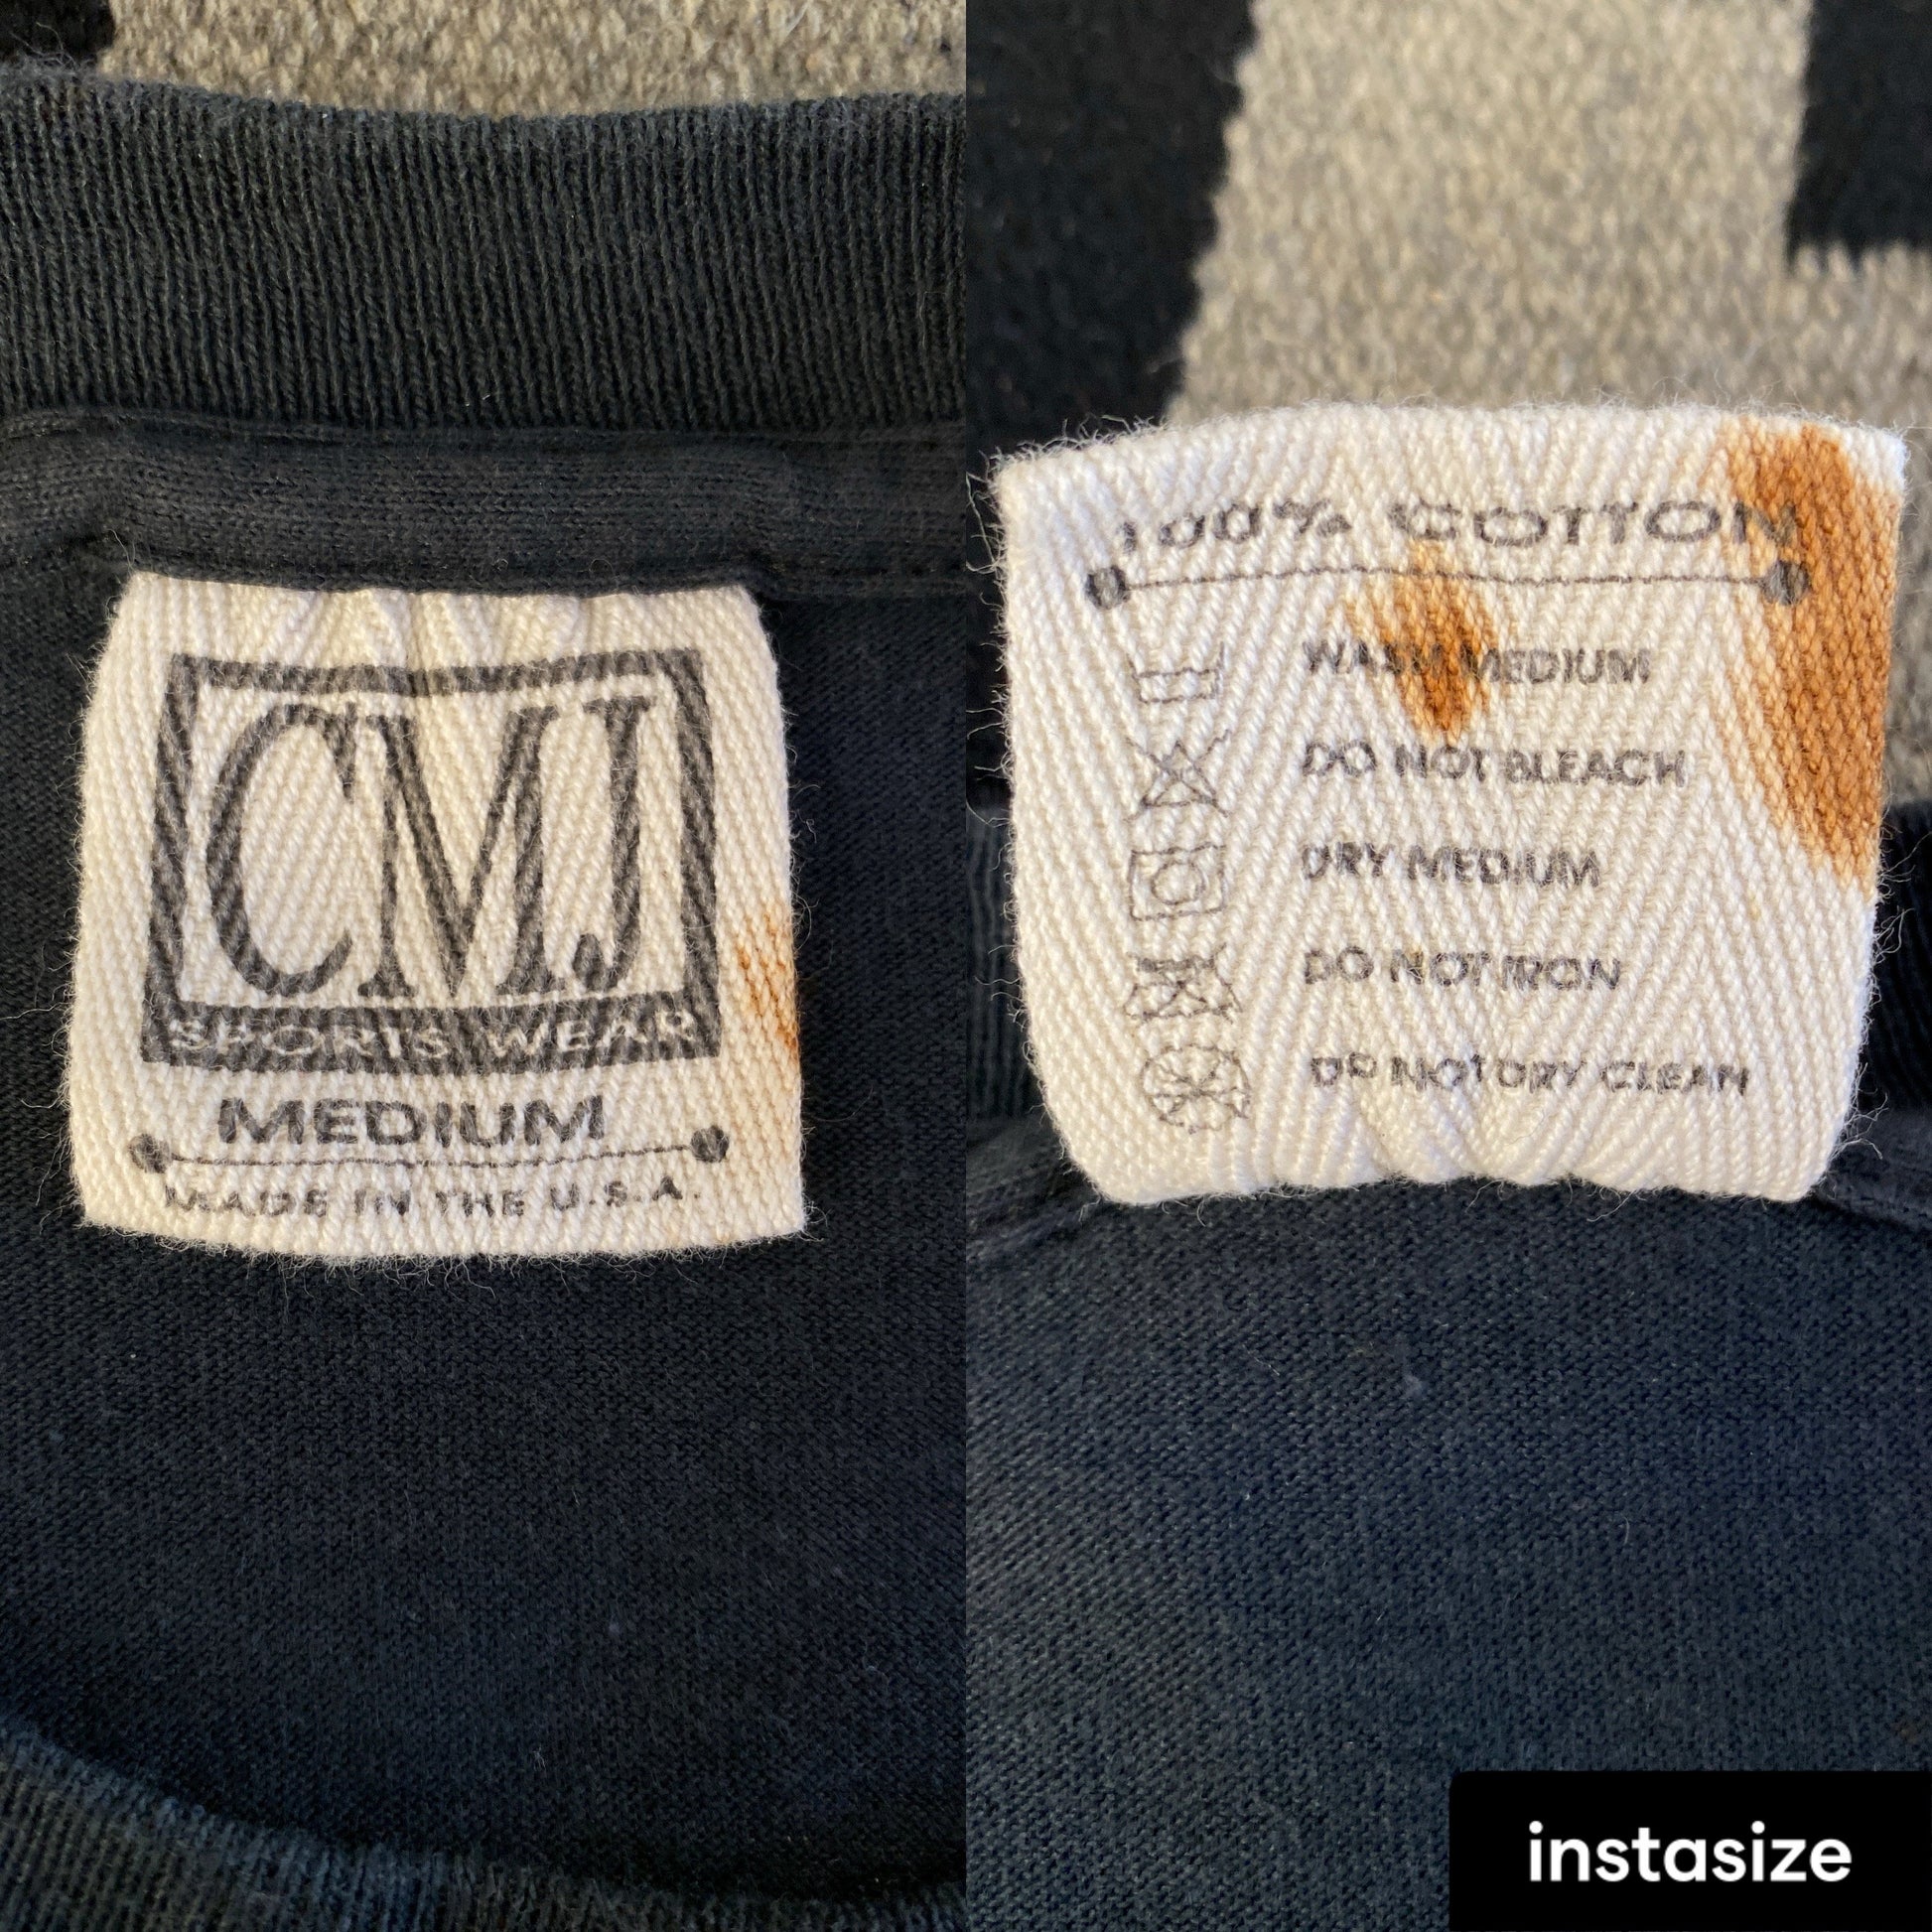 CMJ
SPORTS WEAR
MEDIUM
MADE IN THE U.S.A.
100% COTTON
WASH MEDIUM
DO NOT BLEACH
DRY MEDIUM
DO NOT IRON
DO NOT DRY CLEAN
instasize